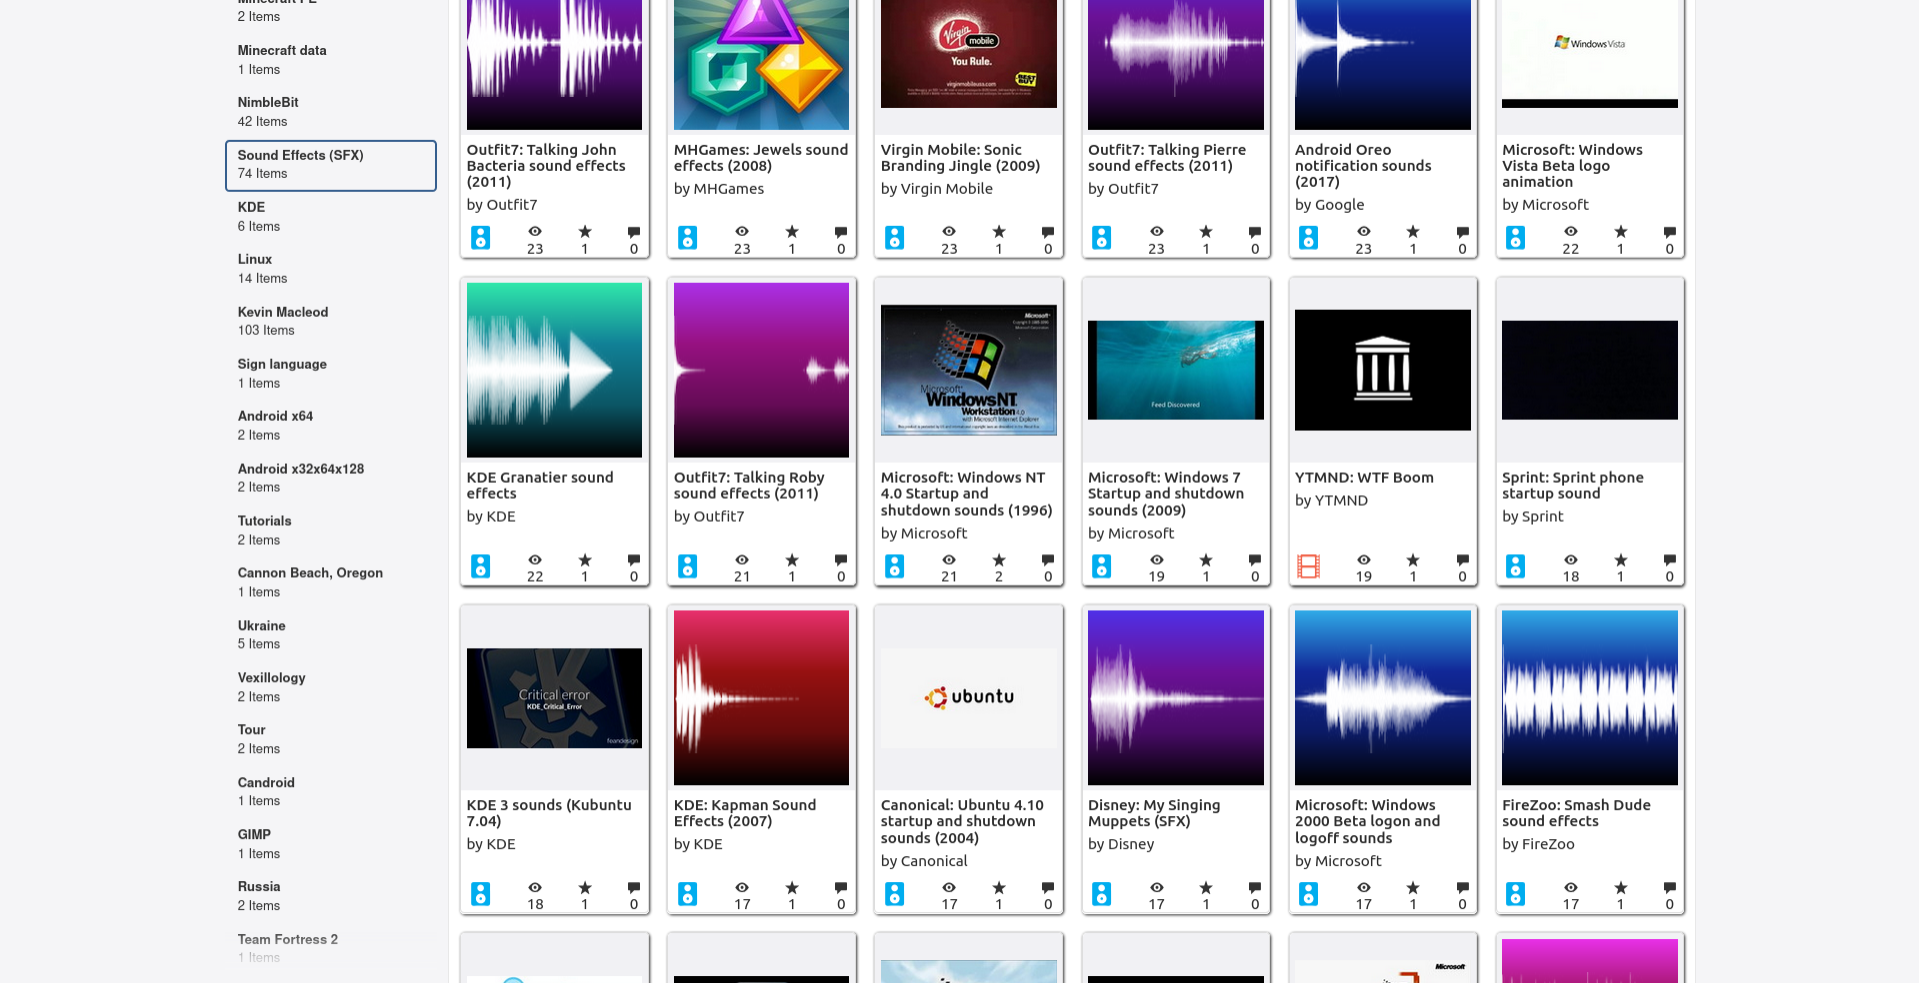 Minecraft PE
2 Items
Minecraft data
1 Items
NimbleBit
42 Items
Sound Effects (SFX)
74 Items
KDE
6 Items
Linux
14 Items
Kevin Macleod
103 Items
Sign language
1 Items
Android x64
2 Items
Android x32x64x128
2 Items
Tutorials
2 Items
Cannon Beach, Oregon
1 Items
Ukraine
5 Items
Vexillology
2 Items
Tour
2 Items
Candroid
1 Items
GIMP
1 Items
Russia
2 Items
Team Fortress 2
1 Items
Outfit7: Talking John
Bacteria sound effects
(2011)
by Outfit7
23 1 0
MHGames: Jewels sound
effects (2008)
by MHGames
23 1 0
Virgin
mobile
You Rule.
virginmobileusa.com
BEST BUY
Virgin Mobile: Sonic
Branding Jingle (2009)
by Virgin Mobile
23 1 0
Outfit7: Talking Pierre
sound effects (2011)
by Outfit7
23 1 0
Android Oreo
notification sounds
(2017)
by Google
23 1 0
Windows Vista
Microsoft: Windows
Vista Beta logo
animation
by Microsoft
22 1 0
KDE Granatier sound
effects
by KDE
22 1 0
Outfit7: Talking Roby
sound effects (2011)
by Outfit7
21 1 0
Microsoft
Microsoft
Windows NT
Workstation 4.0
with Microsoft Internet Explorer
Microsoft: Windows NT
4.0 Startup and
shutdown sounds (1996)
by Microsoft
21 2 0
Feed Discovered
Microsoft: Windows 7
Startup and shutdown
sounds (2009)
by Microsoft
19 1 0
YTMND: WTF Boom
by YTMND
19 1 0
Sprint: Sprint phone
startup sound
by Sprint
18 1 0
Critical error
KDE_Critical_Error
feandesign
KDE 3 sounds (Kubuntu
7.04)
by KDE
18 1 0
KDE: Kapman Sound
Effects (2007)
by KDE
17 1 0
ubuntu
Canonical: Ubuntu 4.10
startup and shutdown
sounds (2004)
by Canonical
17 1 0
Disney: My Singing
Muppets (SFX)
by Disney
17 1 0
Microsoft: Windows
2000 Beta logon and
logoff sounds
by Microsoft
17 1 0
FireZoo: Smash Dude
sound effects
by FireZoo
17 1 0
Microsoft